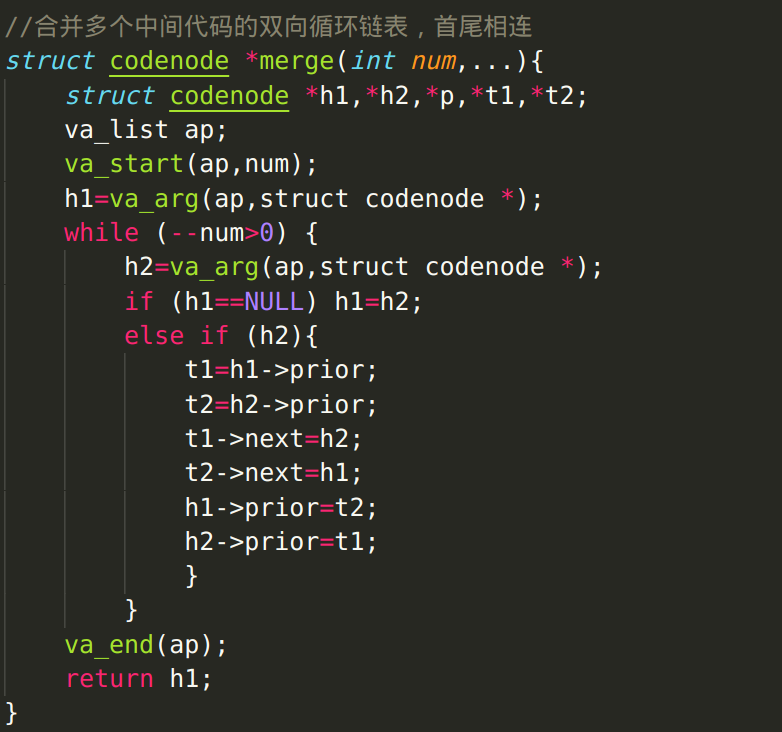 //合并多个中间代码的双向循环链表，首尾相连
struct codenode *merge(int num,...){
    struct codenode *h1,*h2,*p,*t1,*t2;
    va_list ap;
    va_start(ap,num);
    h1=va_arg(ap,struct codenode *);
    while (--num>0) {
        h2=va_arg(ap,struct codenode *);
        if (h1==NULL) h1=h2;
        else if (h2){
            t1=h1->prior;
            t2=h2->prior;
            t1->next=h2;
            t2->next=h1;
            h1->prior=t2;
            h2->prior=t1;
            }
        }
    va_end(ap);
    return h1;
}